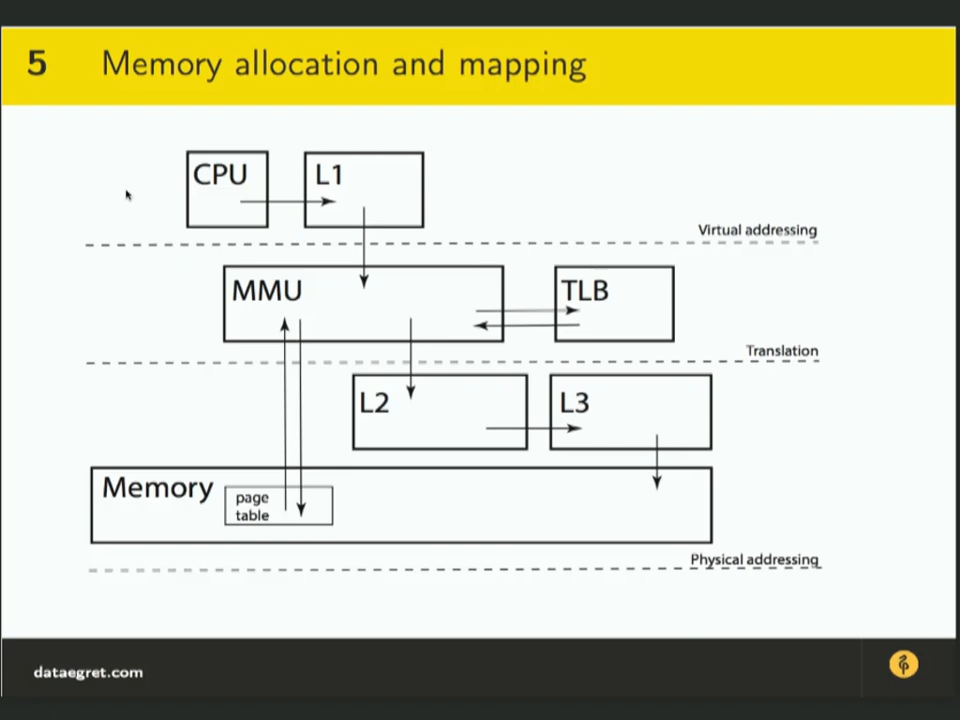 5 Memory allocation and mapping
CPU
L1
Virtual addressing
MMU
TLB
Translation
L2
L3
Memory
page
table
Physical addressing
dataegret.com